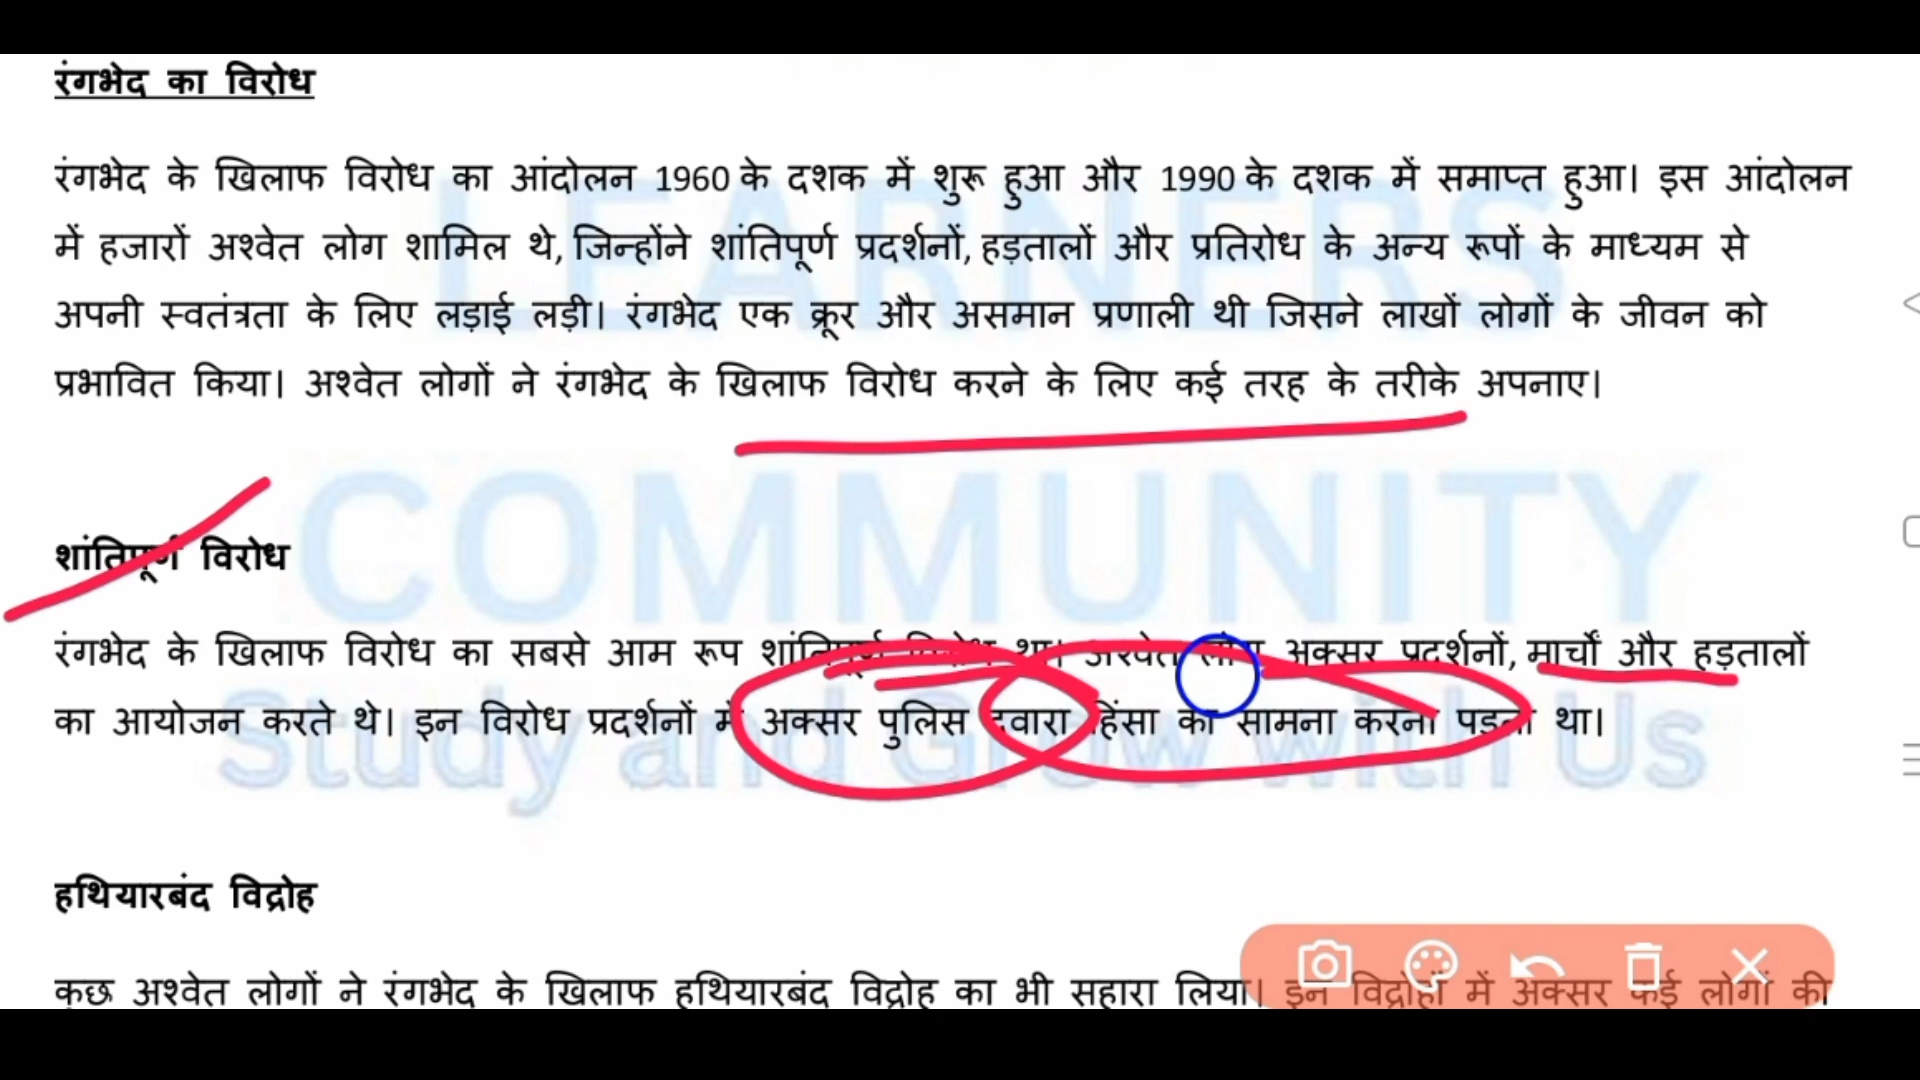 रंगभेद का विरोध
रंगभेद के खिलाफ विरोध का आंदोलन 1960 के दशक में शुरू हुआ और 1990 के दशक में समाप्त हुआ। इस आंदोलन
में हजारों अश्वेत लोग शामिल थे, जिन्होंने शांतिपूर्ण प्रदर्शनों, हड़तालों और प्रतिरोध के अन्य रूपों के माध्यम से
अपनी स्वतंत्रता के लिए लड़ाई लड़ी। रंगभेद एक क्रूर और असमान प्रणाली थी जिसने लाखों लोगों के जीवन को
प्रभावित किया। अश्वेत लोगों ने रंगभेद के खिलाफ विरोध करने के लिए कई तरह के तरीके अपनाए।
शांतिपूर्ण विरोध
रंगभेद के खिलाफ विरोध का सबसे आम रूप शांतिपूर्ण विरोध था। अश्वेत लोग अक्सर प्रदर्शनों, मार्चों और हड़तालों
का आयोजन करते थे। इन विरोध प्रदर्शनों में अक्सर पुलिस द्वारा हिंसा का सामना करना पड़ता था।
हथियारबंद विद्रोह
कुछ अश्वेत लोगों ने रंगभेद के खिलाफ हथियारबंद विद्रोह का भी सहारा लिया। इन विद्रोहों में अक्सर कई लोगों की
LEARNERS
COMMUNITY
Study and Grow with Us